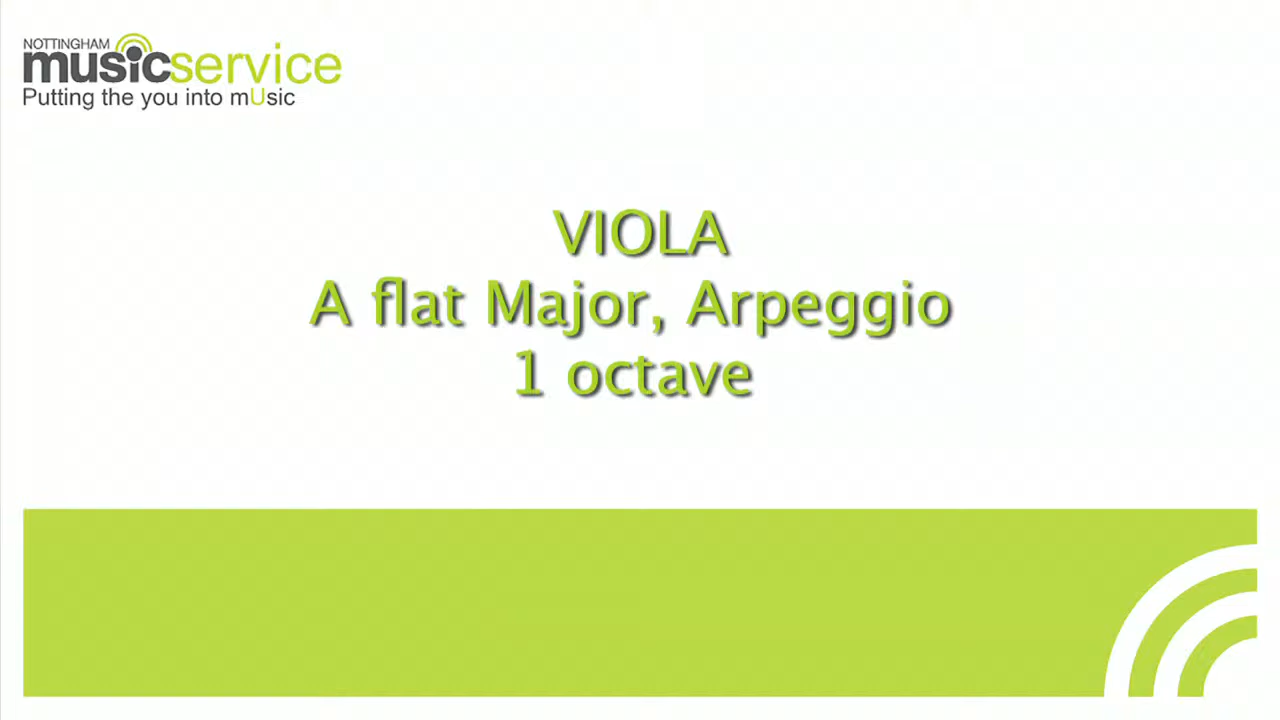 NOTTINGHAM
musicservice
Putting the you into mUsic
VIOLA
A flat Major, Arpeggio
1 octave